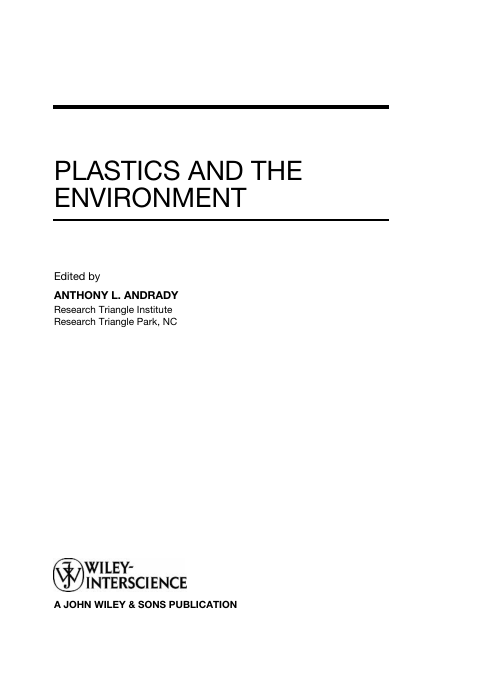 PLASTICS AND THE
ENVIRONMENT
Edited by
ANTHONY L. ANDRADY
Research Triangle Institute
Research Triangle Park, NC
WILEY-
INTERSCIENCE
A JOHN WILEY & SONS PUBLICATION